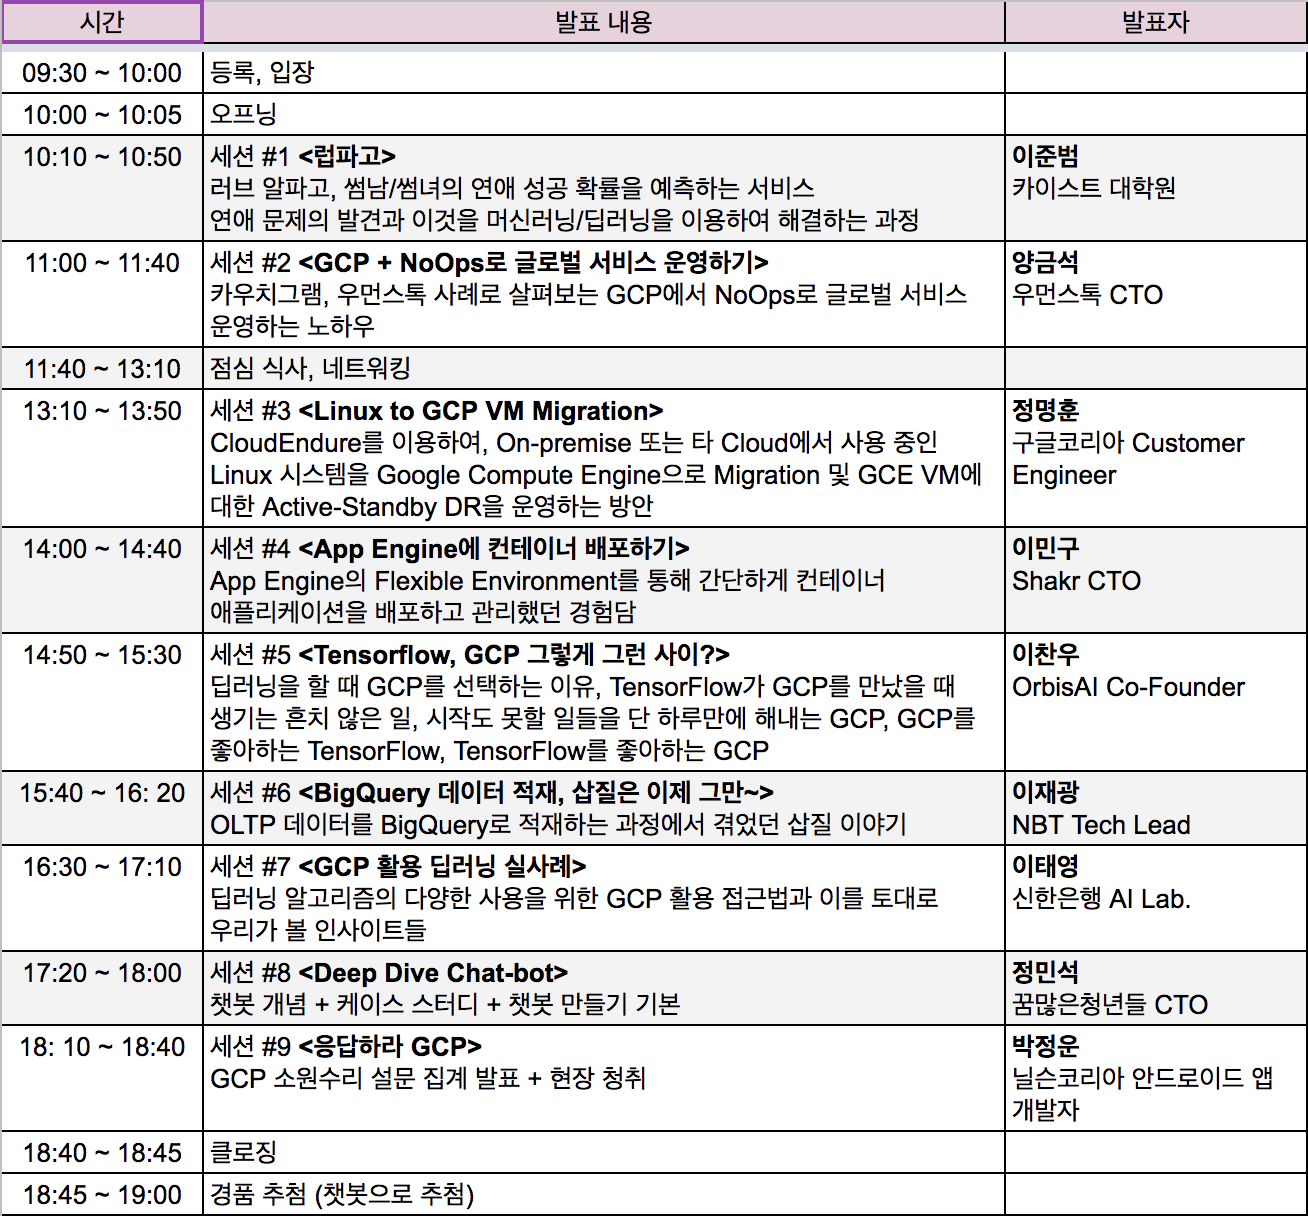 시간 발표 내용 발표자
09:30 ~ 10:00 등록, 입장
10:00 ~ 10:05 오프닝
10:10 ~ 10:50 세션 #1 <럽파고> 이준범
러브 알파고, 썸남/썸녀의 연애 성공 확률을 예측하는 서비스 카이스트 대학원
연애 문제의 발견과 이것을 머신러닝/딥러닝을 이용하여 해결하는 과정
11:00 ~ 11:40 세션 #2 <GCP + NoOps로 글로벌 서비스 운영하기> 양금석
카우치그램, 우먼스톡 사례로 살펴보는 GCP에서 NoOps로 글로벌 서비스 우먼스톡 CTO
운영하는 노하우
11:40 ~ 13:10 점심 식사, 네트워킹
13:10 ~ 13:50 세션 #3 <Linux to GCP VM Migration> 정명훈
CloudEndure를 이용하여, On-premise 또는 타 Cloud에서 사용 중인 구글코리아 Customer
Linux 시스템을 Google Compute Engine으로 Migration 및 GCE VM에 Engineer
대한 Active-Standby DR을 운영하는 방안
14:00 ~ 14:40 세션 #4 <App Engine에 컨테이너 배포하기> 이민구
App Engine의 Flexible Environment를 통해 간단하게 컨테이너 Shakr CTO
애플리케이션을 배포하고 관리했던 경험담
14:50 ~ 15:30 세션 #5 <Tensorflow, GCP 그렇게 그런 사이?> 이찬우
딥러닝을 할 때 GCP를 선택하는 이유, TensorFlow가 GCP를 만났을 때 OrbisAI Co-Founder
생기는 흔치 않은 일, 시작도 못할 일들을 단 하루만에 해내는 GCP, GCP를
좋아하는 TensorFlow, TensorFlow를 좋아하는 GCP
15:40 ~ 16: 20 세션 #6 <BigQuery 데이터 적재, 삽질은 이제 그만~> 이재광
OLTP 데이터를 BigQuery로 적재하는 과정에서 겪었던 삽질 이야기 NBT Tech Lead
16:30 ~ 17:10 세션 #7 <GCP 활용 딥러닝 실사례> 이태영
딥러닝 알고리즘의 다양한 사용을 위한 GCP 활용 접근법과 이를 토대로 신한은행 AI Lab.
우리가 볼 인사이트들
17:20 ~ 18:00 세션 #8 <Deep Dive Chat-bot> 정민석
챗봇 개념 + 케이스 스터디 + 챗봇 만들기 기본 꿈많은청년들 CTO
18: 10 ~ 18:40 세션 #9 <응답하라 GCP> 박정운
GCP 소원수리 설문 집계 발표 + 현장 청취 닐슨코리아 안드로이드 앱
개발자
18:40 ~ 18:45 클로징
18:45 ~ 19:00 경품 추첨 (챗봇으로 추첨)